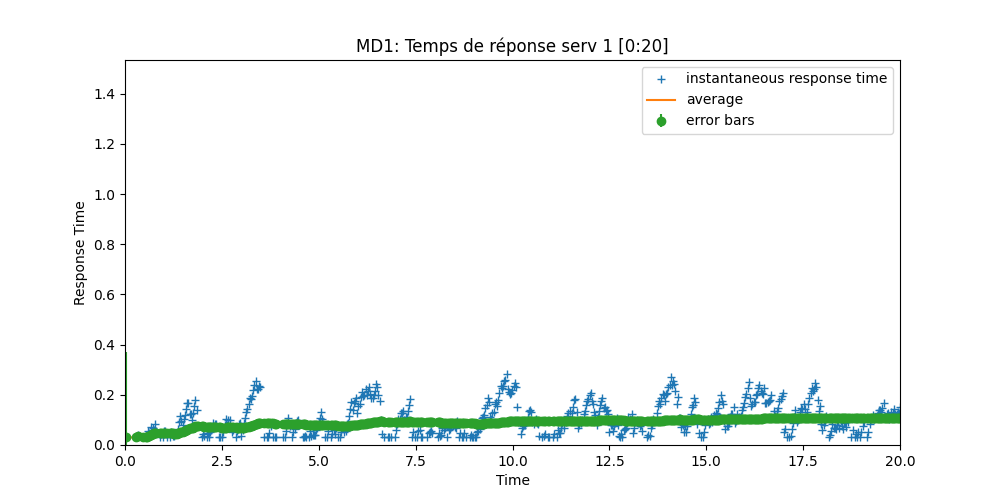 MD1: Temps de réponse serv 1 [0:20]
instantaneous response time
average
error bars
Response Time
1.4
1.2
1.0
0.8
0.6
0.4
0.2
0.0
0.0 2.5 5.0 7.5 10.0 12.5 15.0 17.5 20.0
Time